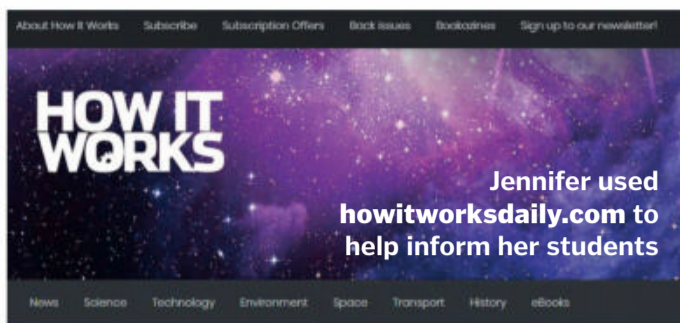 About How It Works Subscribe Subscription Offers Back issues Bookazines Sign up to our newsletter!
HOW IT
WORKS
Jennifer used
howitworksdaily.com to
help inform her students
News Science Technology Environment Space Transport History eBooks